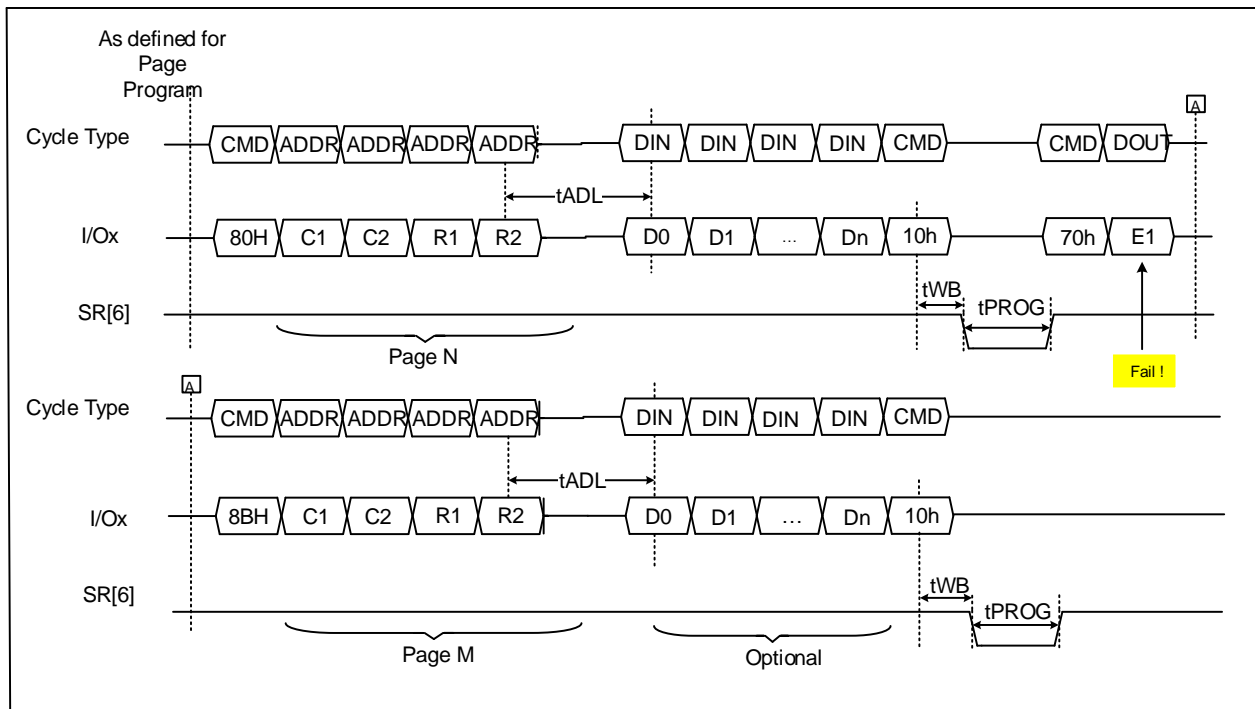 As defined for
Page
Program
A
Cycle Type CMD ADDR ADDR ADDR ADDR DIN DIN DIN DIN CMD CMD DOUT
tADL
I/Ox 80H C1 C2 R1 R2 D0 D1 ... Dn 10h 70h E1
tWB tPROG
SR[6]
Page N
Fail !
A
Cycle Type CMD ADDR ADDR ADDR ADDR DIN DIN DIN DIN CMD
tADL
I/Ox 8BH C1 C2 R1 R2 D0 D1 ... Dn 10h
tWB
SR[6]
tPROG
Page M Optional